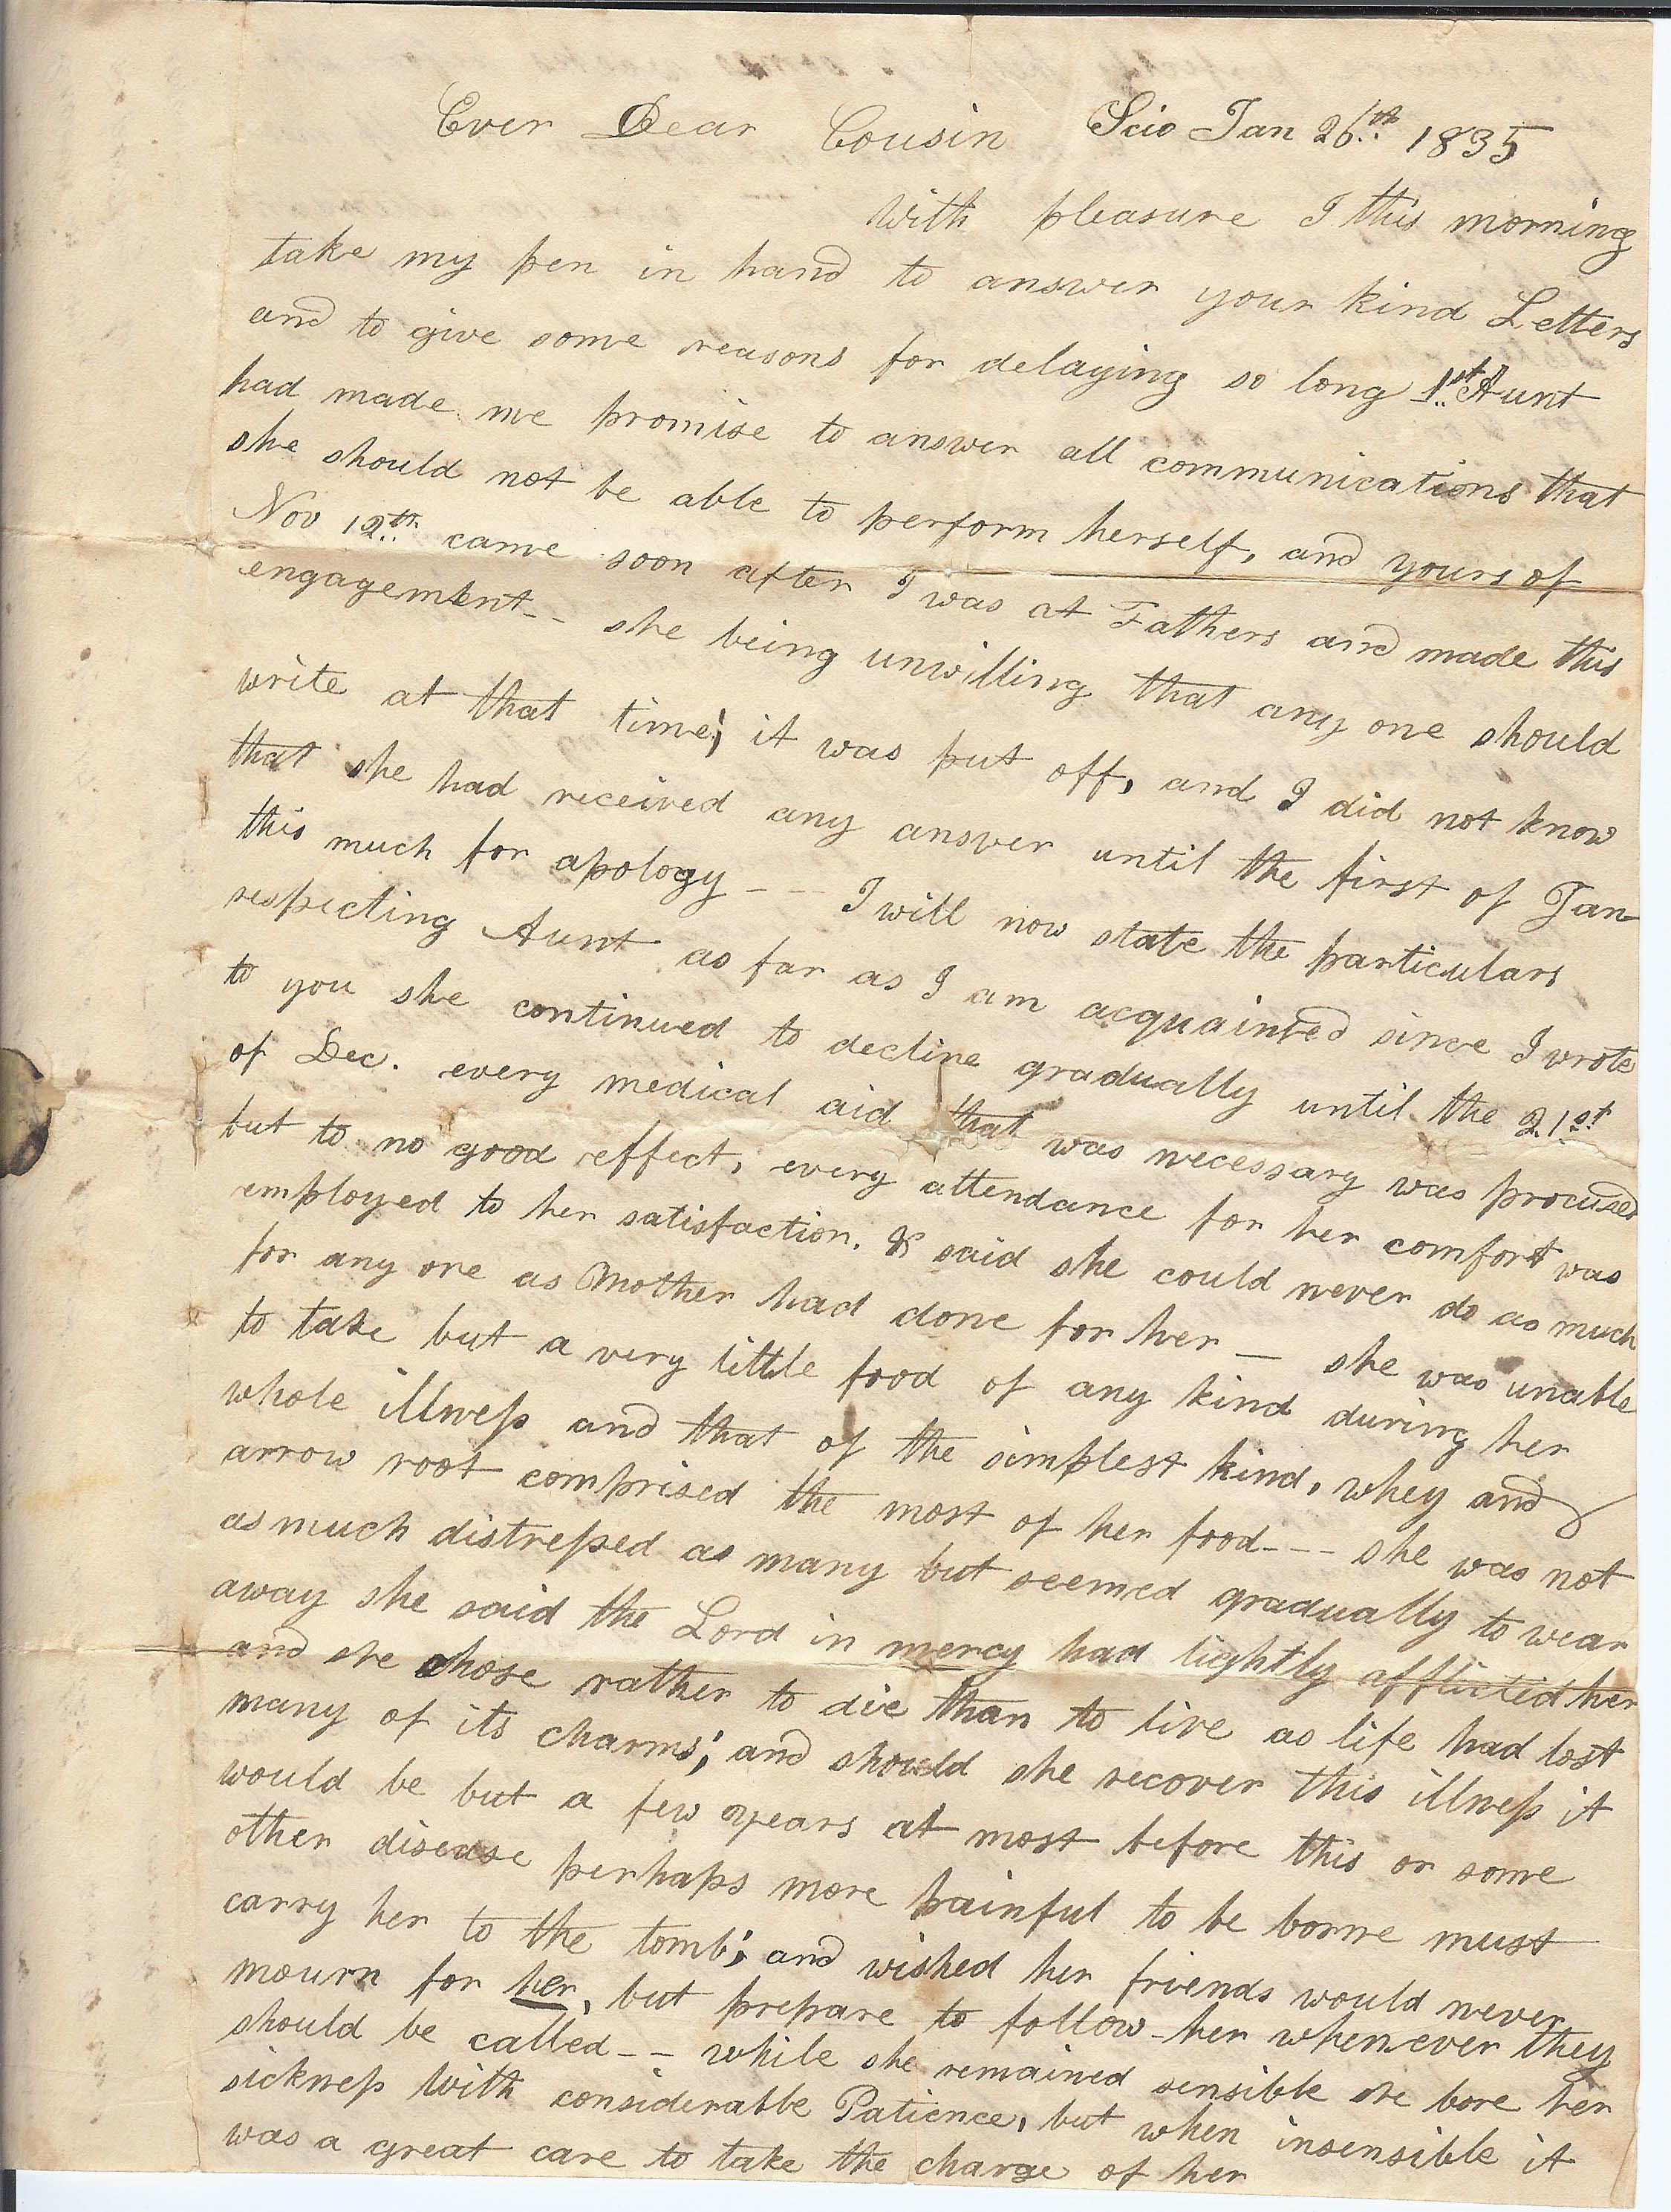 Ever Dear Cousin Scio Jan 26th 1835
With pleasure I this morning
take my pen in hand to answer your kind Letters
and to give some reasons for delaying so long 1st Aunt
had made me promise to answer all communications that
she should not be able to perform herself, and yours of
Nov 12th came soon after I was at Fathers and made this
engagement-- she being unwilling that any one should
write at that time; it was put off, and I did not know
that she had received any answer until the first of Jan
this much for apology -- I will now state the particulars
respecting Aunt as far as I am acquainted since I wrote
to you she continued to decline gradually until the 21st
of Dec. every medical aid that was necessary was procured
but to no good effect, every attendance for her comfort was
employed to her satisfaction. & said she could never do as much
for any one as Mother had done for her — she was unable
to take but a very little food of any kind during her
whole illneſs and that of the simplest kind, whey and
arrow root comprised the most of her food--- she was not
as much distreſsed as many but seemed gradually to wear
away she said the Lord in mercy had lightly afflicted her
and she chose rather to die than to live as life had lost
many of its charms; and should she recover this illneſs it
would be but a few years at most before this or some
other disease perhaps more painful to be borne must
carry her to the tomb; and wished her friends would never
mourn for her, but prepare to follow her whenever they
should be called-- while she remained sensible she bore her
sickneſs with considerable Patience, but when insensible it
was a great care to take the charge of her